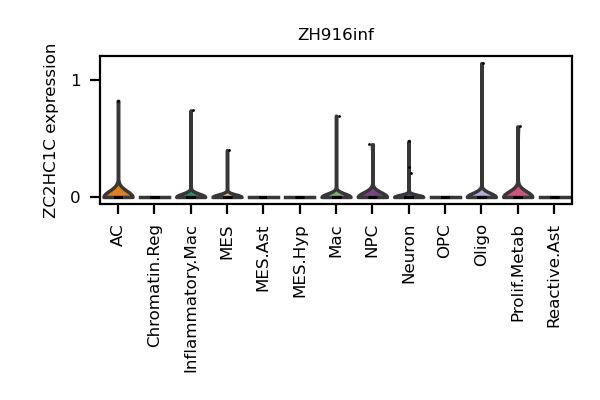 ZH916inf
ZC2HC1C expression
1
0
AC
Chromatin.Reg
Inflammatory.Mac
MES
MES.Ast
MES.Hyp
Mac
NPC
Neuron
OPC
Oligo
Prolif.Metab
Reactive.Ast